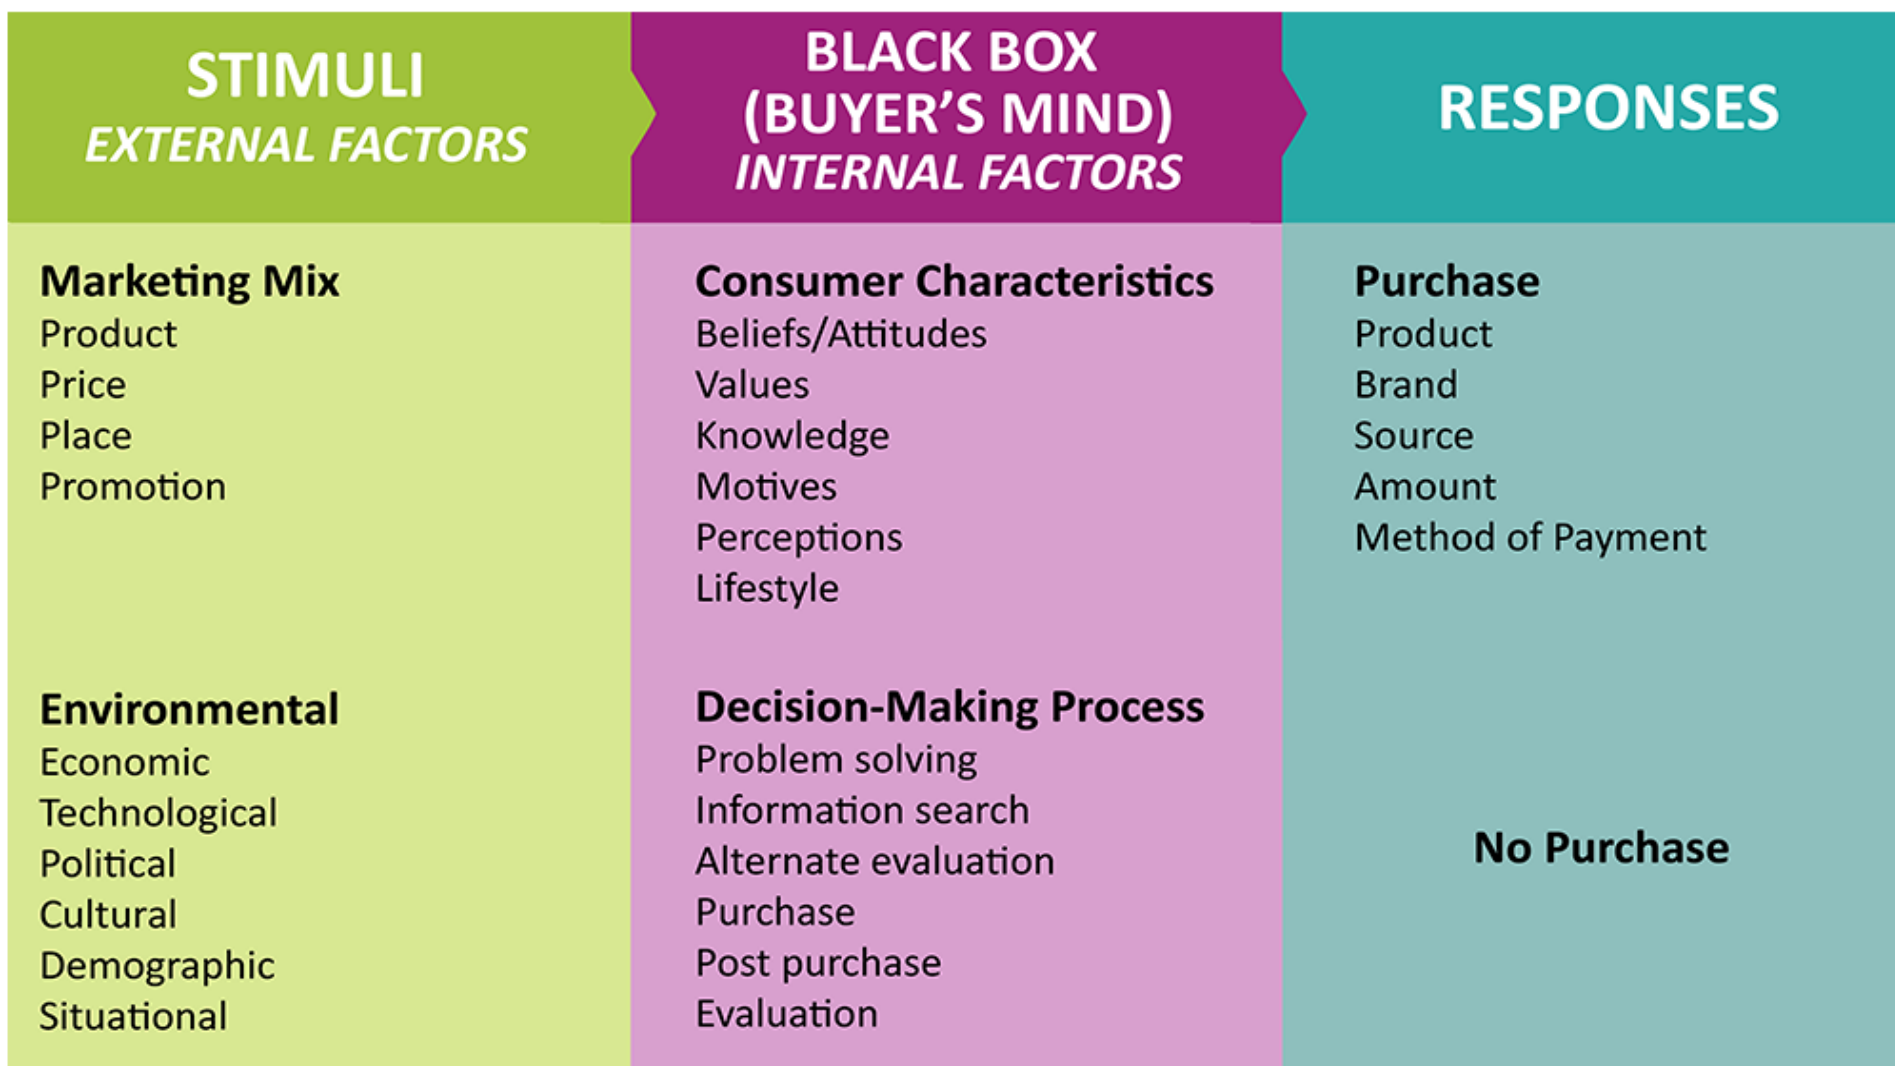 STIMULI
EXTERNAL FACTORS
Marketing Mix
Product
Price
Place
Promotion
Environmental
Economic
Technological
Political
Cultural
Demographic
Situational
BLACK BOX
(BUYER’S MIND)
INTERNAL FACTORS
Consumer Characteristics
Beliefs/Attitudes
Values
Knowledge
Motives
Perceptions
Lifestyle
Decision-Making Process
Problem solving
Information search
Alternate evaluation
Purchase
Post purchase
Evaluation
RESPONSES
Purchase
Product
Brand
Source
Amount
Method of Payment
No Purchase